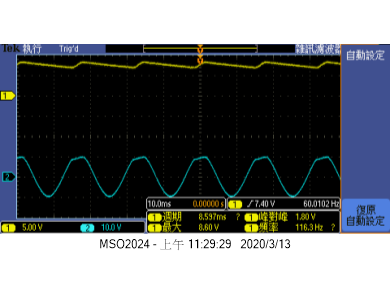 Tek 執行 Trig'd 雜訊濾波器
自動設定
1
2
10.0ms 0.00000 s 1 7.40 V 60.0102 Hz
1 週期 8.597ms ? 1 峰對峰 1.80 V
1 5.00 V 2 10.0 V 1 最大 8.60 V 1 頻率 116.3 Hz ?
復原
自動設定
MSO2024 - 上午 11:29:29 2020/3/13